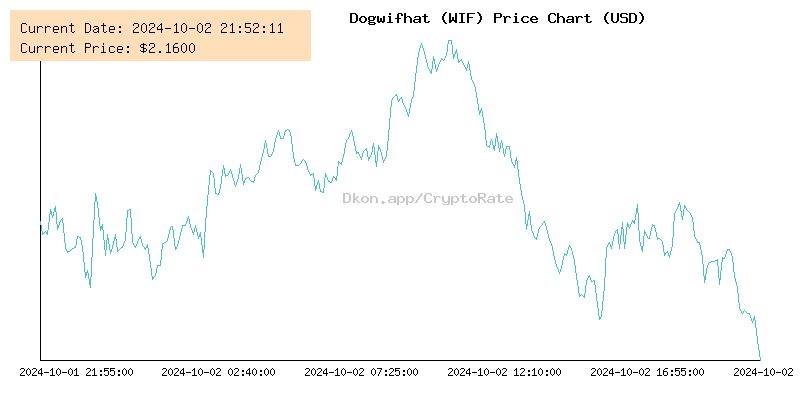 Dogwifhat (WIF) Price Chart (USD)
Current Date: 2024-10-02 21:52:11
Current Price: $2.1600
Dkon.app/CryptoRate
2024-10-01 21:55:00 2024-10-02 02:40:00 2024-10-02 07:25:00 2024-10-02 12:10:00 2024-10-02 16:55:00 2024-10-02